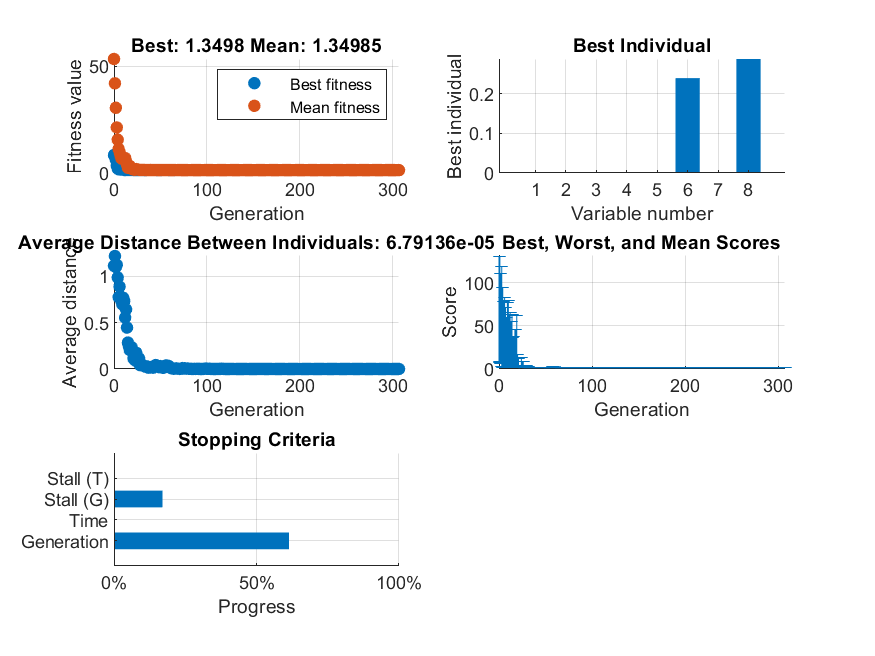 Best: 1.3498 Mean: 1.34985
Fitness value
50
0
Best fitness
Mean fitness
0 100 200 300
Generation
Best Individual
Best individual
0.2
0.1
0
1 2 3 4 5 6 7 8
Variable number
Average Distance Between Individuals: 6.79136e-05
Average distance
1
0.5
0
0 100 200 300
Generation
Best, Worst, and Mean Scores
Score
100
50
0
0 100 200 300
Generation
Stopping Criteria
Stall (T)
Stall (G)
Time
Generation
0% 50% 100%
Progress